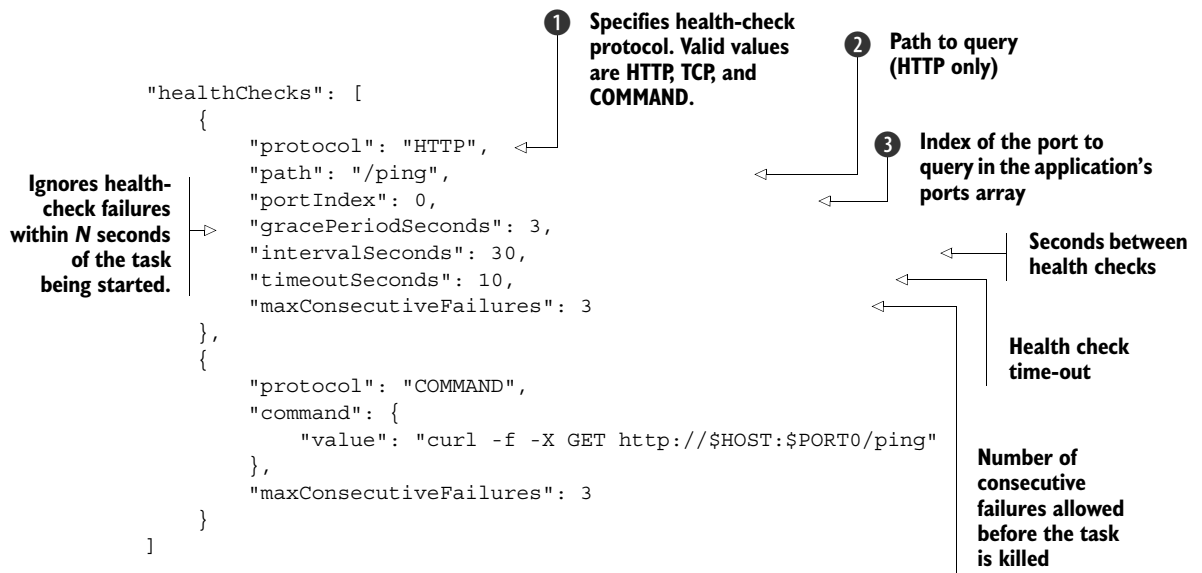 ❶ Specifies health-check
protocol. Valid values
are HTTP, TCP, and
COMMAND.
❷ Path to query
(HTTP only)
❸ Index of the port to
query in the application's
ports array
"healthChecks": [
{
"protocol": "HTTP",
"path": "/ping",
"portIndex": 0,
"gracePeriodSeconds": 3,
"intervalSeconds": 30,
"timeoutSeconds": 10,
"maxConsecutiveFailures": 3
},
{
"protocol": "COMMAND",
"command": {
"value": "curl -f -X GET http://$HOST:$PORT0/ping"
},
"maxConsecutiveFailures": 3
}
]
Ignores health-
check failures
within N seconds
of the task
being started.
Seconds between
health checks
Health check
time-out
Number of
consecutive
failures allowed
before the task
is killed